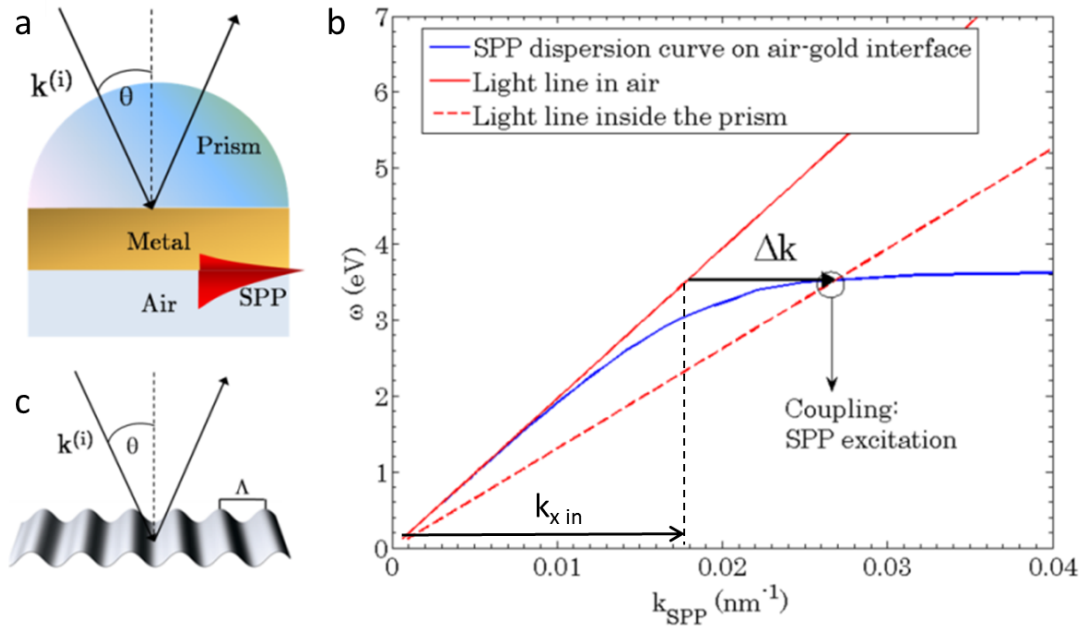 a
k⁽ⁱ⁾
θ
Prism
Metal
Air
SPP
c
k⁽ⁱ⁾
θ
Λ
b
SPP dispersion curve on air-gold interface
Light line in air
Light line inside the prism
7
6
5
4
3
2
1
0
ω (eV)
Δk
Coupling:
SPP excitation
kₓ ᵢₙ
0
0.01
0.02
0.03
0.04
k_SPP (nm⁻¹)